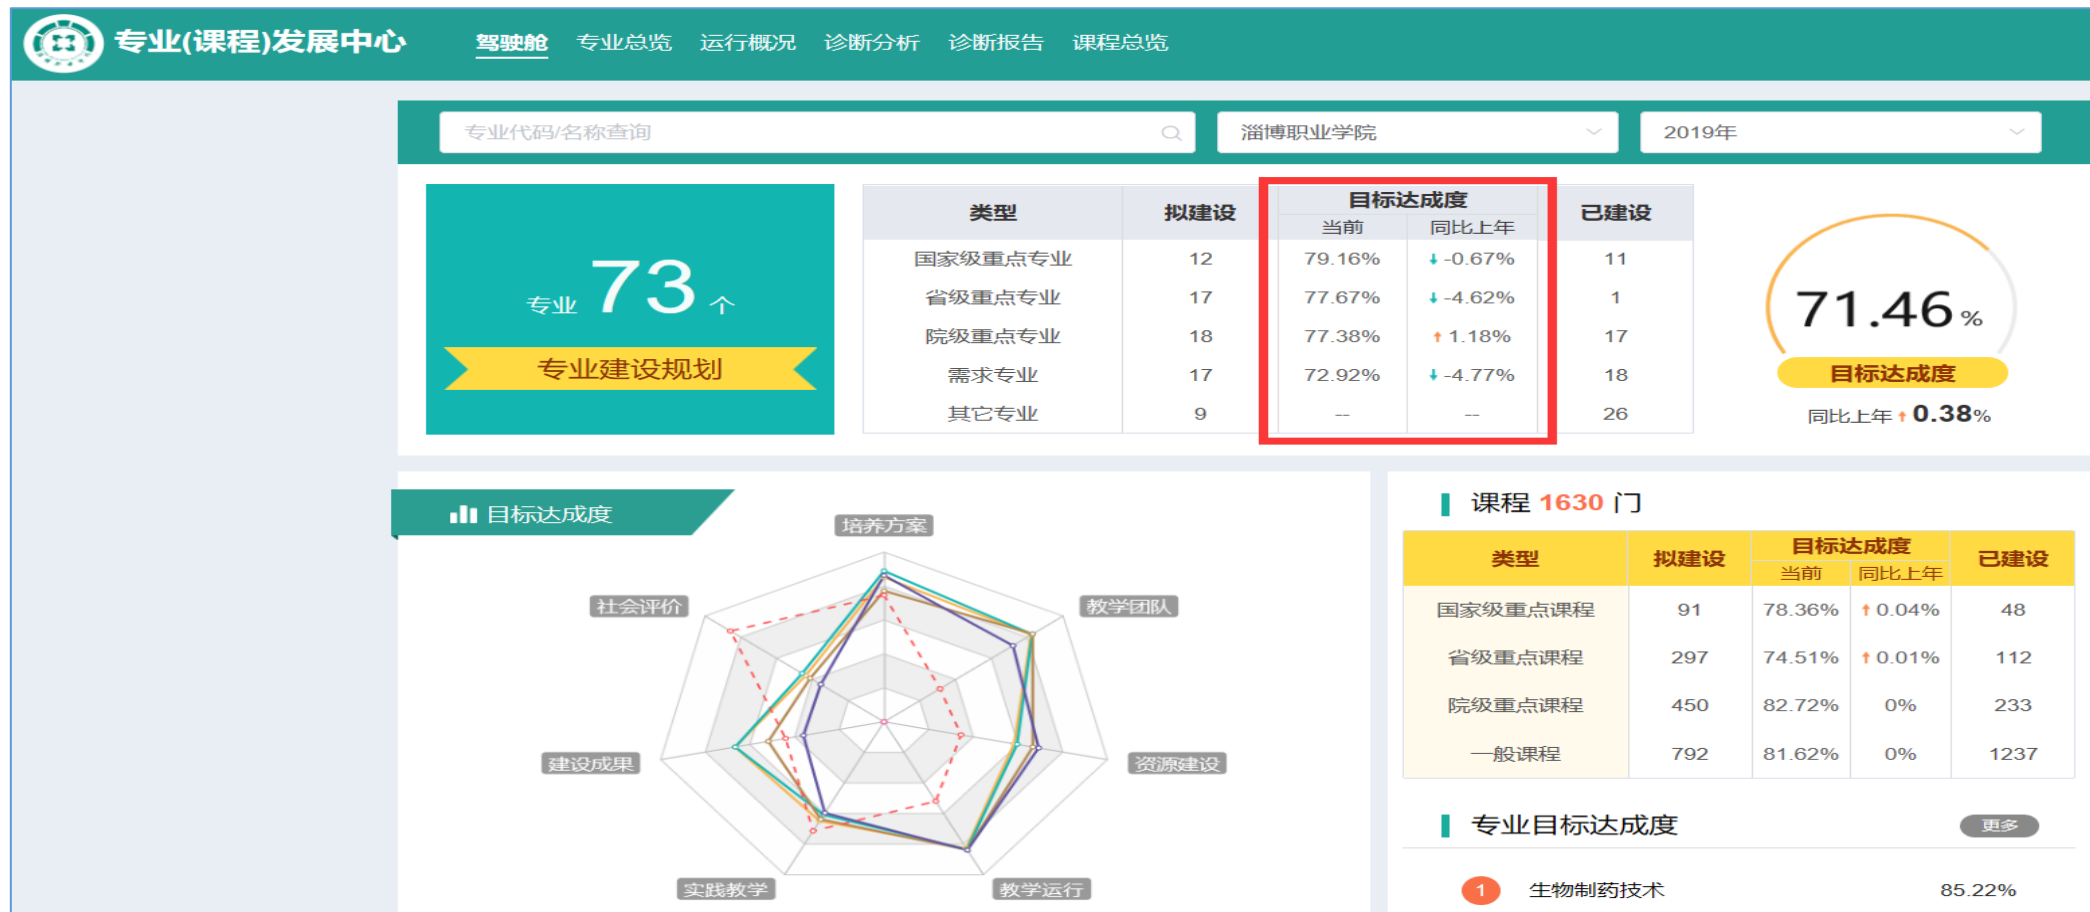 专业(课程)发展中心 驾驶舱 专业总览 运行概况 诊断分析 诊断报告 课程总览
专业代码/名称查询 淄博职业学院 2019年
专业 73 个
专业建设规划
类型 拟建设 目标达成度 已建设
当前 同比上年
国家级重点专业 12 79.16% -0.67% 11
省级重点专业 17 77.67% -4.62% 1
院级重点专业 18 77.38% 1.18% 17
需求专业 17 72.92% -4.77% 18
其它专业 9 -- -- 26
71.46%
目标达成度
同比上年 0.38%
目标达成度
培养方案
教学团队
资源建设
教学运行
实践教学
建设成果
社会评价
课程 1630 门
类型 拟建设 目标达成度 已建设
当前 同比上年
国家级重点课程 91 78.36% 0.04% 48
省级重点课程 297 74.51% 0.01% 112
院级重点课程 450 82.72% 0% 233
一般课程 792 81.62% 0% 1237
专业目标达成度 更多
1 生物制药技术 85.22%